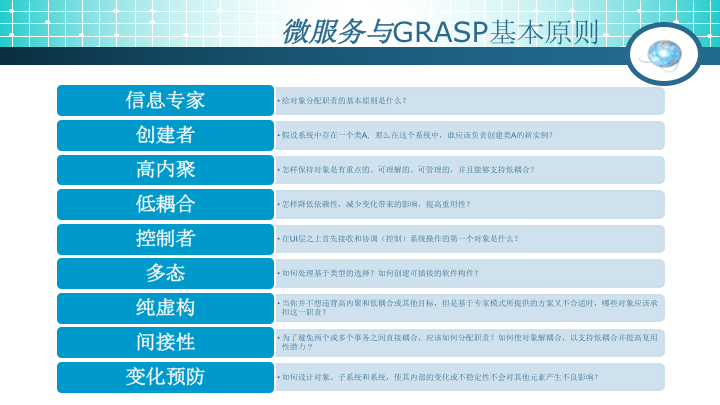 微服务与GRASP基本原则
信息专家
• 给对象分配职责的基本原则是什么？
创建者
• 假设系统中存在一个类A，那么在这个系统中，谁应该负责创建类A的新实例？
高内聚
• 怎样保持对象是有重点的、可理解的、可管理的，并且能够支持低耦合？
低耦合
• 怎样降低依赖性，减少变化带来的影响，提高重用性？
控制者
• 在UI层之上首先接收和协调（控制）系统操作的第一个对象是什么？
多态
• 如何处理基于类型的选择？如何创建可插拔的软件构件？
纯虚构
• 当你并不想违背高内聚和低耦合或其他目标，但是基于专家模式所提供的方案又不合适时，哪些对象应该承
担这一职责？
间接性
• 为了避免两个或多个事务之间直接耦合，应该如何分配职责？如何使对象解耦合，以支持低耦合并提高复用
性潜力？
变化预防
• 如何设计对象、子系统和系统，使其内部的变化或不稳定性不会对其他元素产生不良影响？